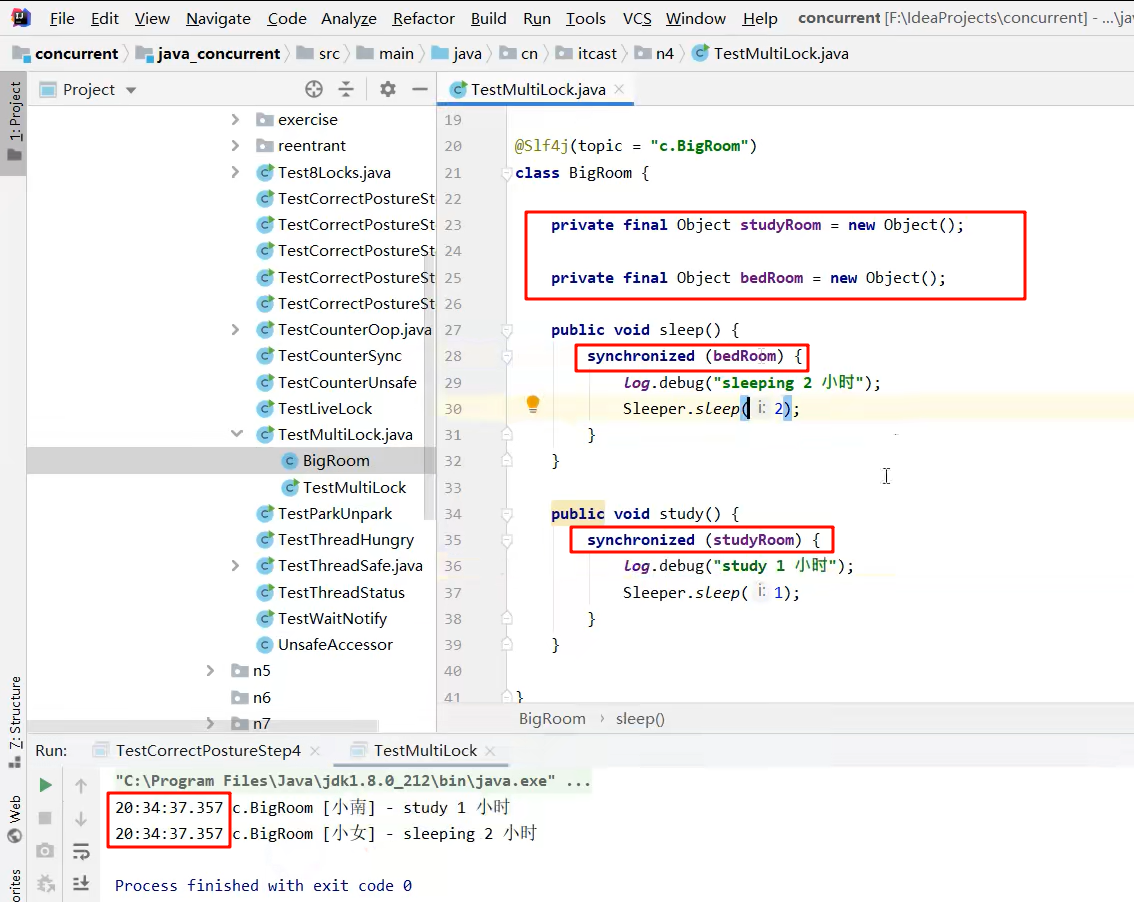 File Edit View Navigate Code Analyze Refactor Build Run Tools VCS Window Help concurrent [F:\IdeaProjects\concurrent] - ...\ja
concurrent java_concurrent src main java cn itcast n4 TestMultiLock.java
Project
TestMultiLock.java
1: Project
exercise
reentrant
Test8Locks.java
TestCorrectPostureSt
TestCorrectPostureSt
TestCorrectPostureSt
TestCorrectPostureSt
TestCorrectPostureSt
TestCounterOop.java
TestCounterSync
TestCounterUnsafe
TestLiveLock
TestMultiLock.java
BigRoom
TestMultiLock
TestParkUnpark
TestThreadHungry
TestThreadSafe.java
TestThreadStatus
TestWaitNotify
UnsafeAccessor
n5
n6
n7
19
20 @Slf4j(topic = "c.BigRoom")
21 class BigRoom {
22
23 private final Object studyRoom = new Object();
24
25 private final Object bedRoom = new Object();
26
27 public void sleep() {
28 synchronized (bedRoom) {
29 log.debug("sleeping 2 小时");
30 Sleeper.sleep( i: 2);
31 }
32 }
33
34 public void study() {
35 synchronized (studyRoom) {
36 log.debug("study 1 小时");
37 Sleeper.sleep( i: 1);
38 }
39 }
40
41 }
BigRoom › sleep()
7: Structure
Web
orites
Run: TestCorrectPostureStep4 TestMultiLock
"C:\Program Files\Java\jdk1.8.0_212\bin\java.exe" ...
20:34:37.357 c.BigRoom [小南] - study 1 小时
20:34:37.357 c.BigRoom [小女] - sleeping 2 小时
Process finished with exit code 0